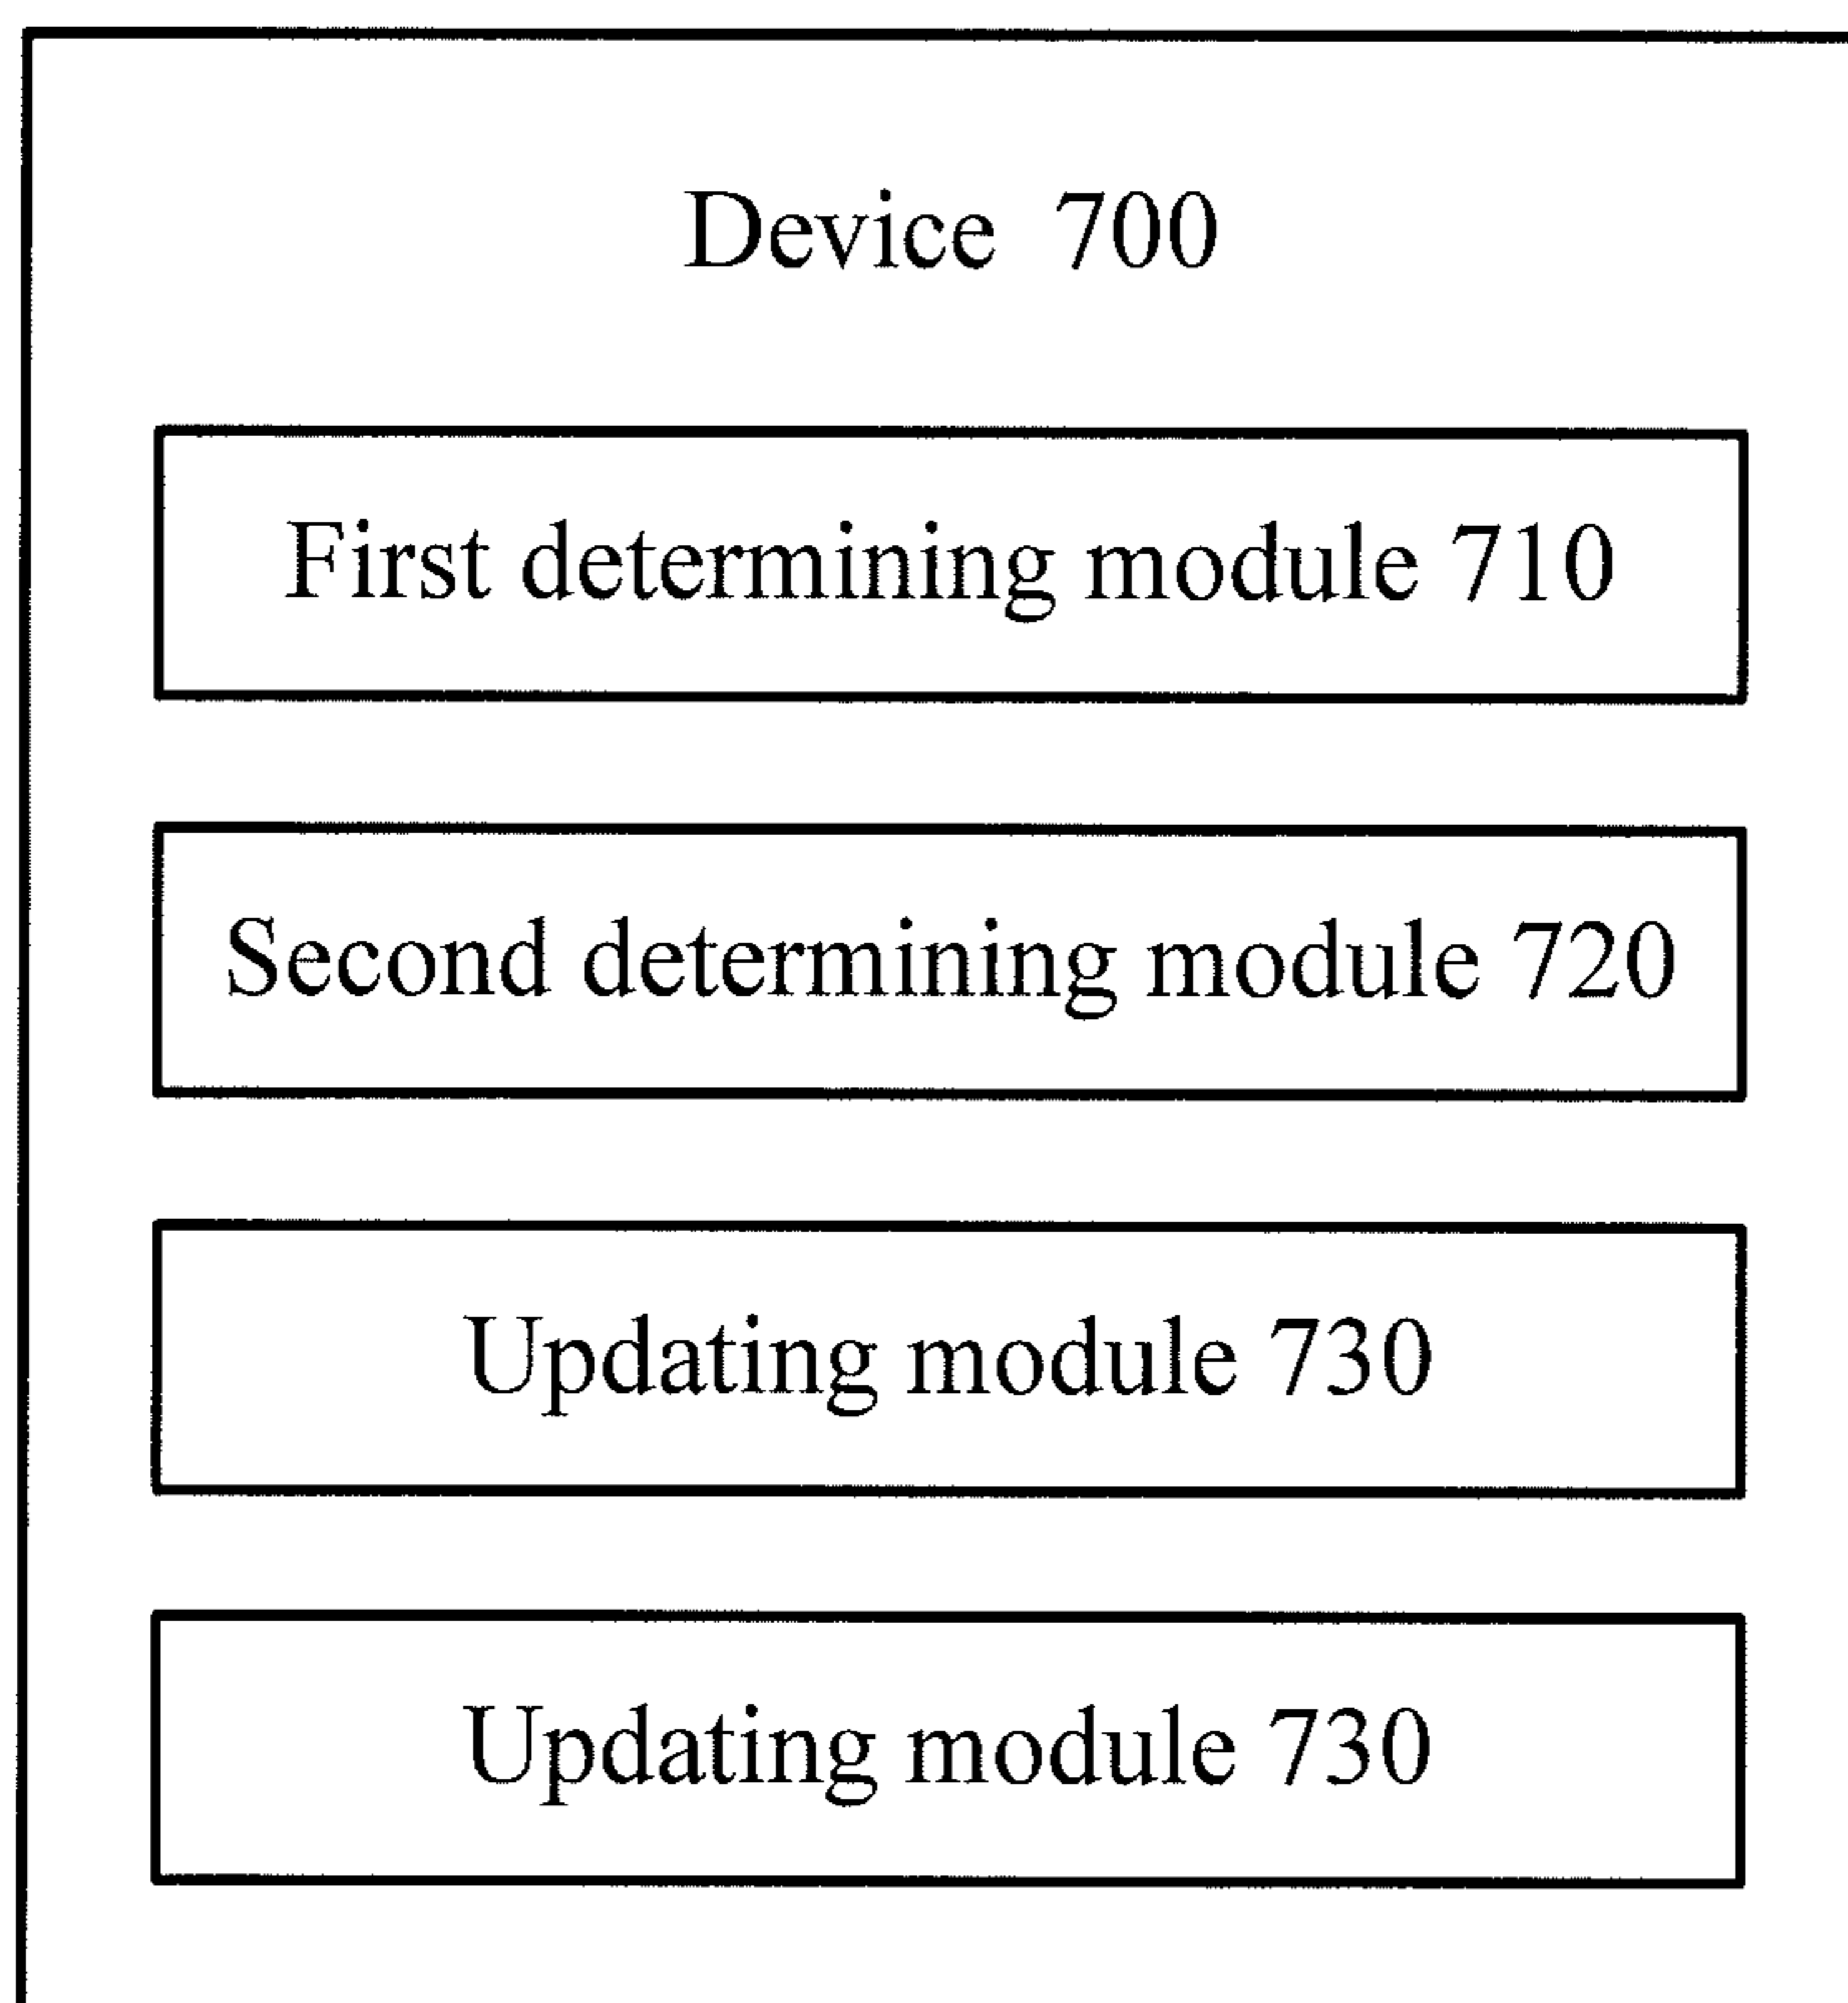 Device 700
First determining module 710
Second determining module 720
Updating module 730
Updating module 730